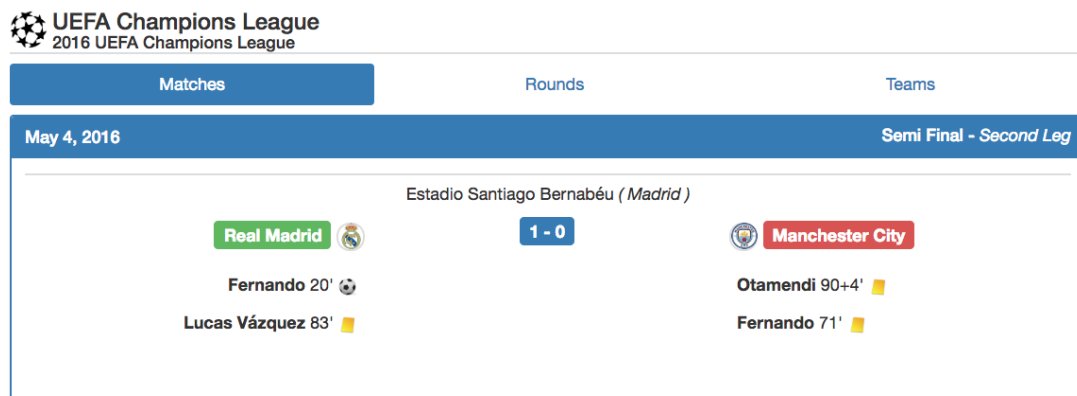 UEFA Champions League
2016 UEFA Champions League
Matches Rounds Teams
May 4, 2016 Semi Final - Second Leg
Estadio Santiago Bernabéu ( Madrid )
Real Madrid 1 - 0 Manchester City
Fernando 20' Otamendi 90+4'
Lucas Vázquez 83' Fernando 71'